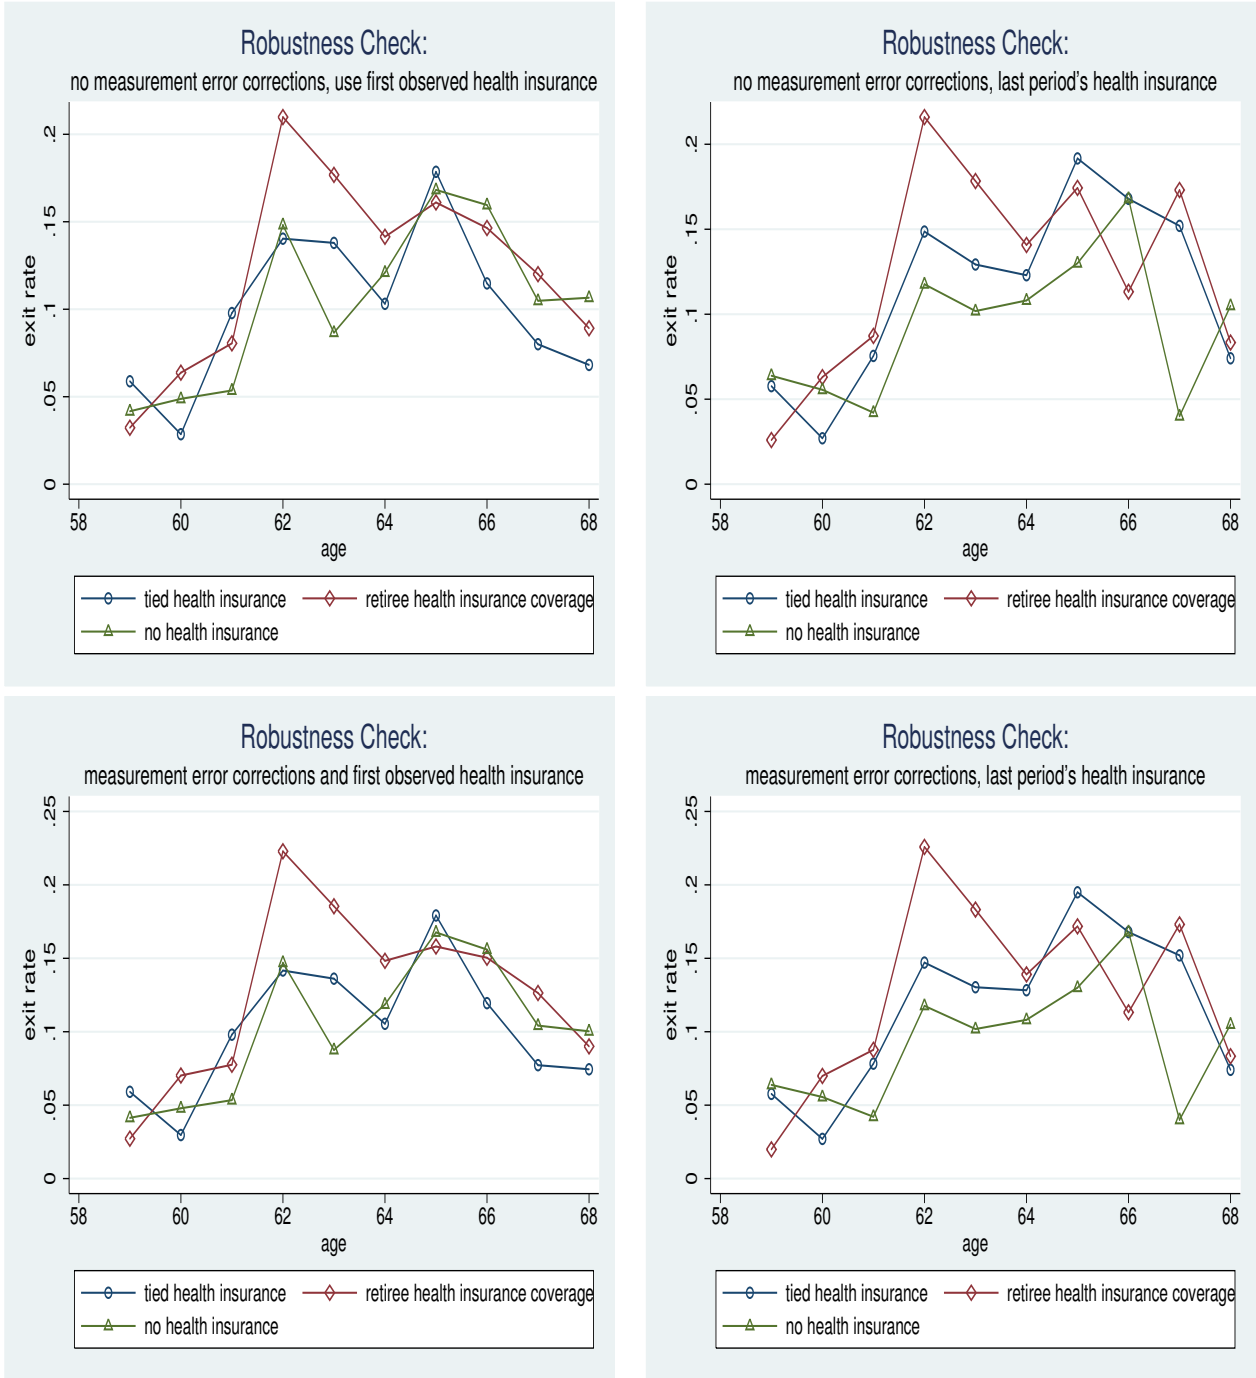 Robustness Check:
no measurement error corrections, use first observed health insurance
.2
.15
.1
.05
0
exit rate
58 60 62 64 66 68
age
tied health insurance retiree health insurance coverage
no health insurance
Robustness Check:
no measurement error corrections, last period's health insurance
.2
.15
.1
.05
0
exit rate
58 60 62 64 66 68
age
tied health insurance retiree health insurance coverage
no health insurance
Robustness Check:
measurement error corrections and first observed health insurance
.25
.2
.15
.1
.05
0
exit rate
58 60 62 64 66 68
age
tied health insurance retiree health insurance coverage
no health insurance
Robustness Check:
measurement error corrections, last period's health insurance
.25
.2
.15
.1
.05
0
exit rate
58 60 62 64 66 68
age
tied health insurance retiree health insurance coverage
no health insurance